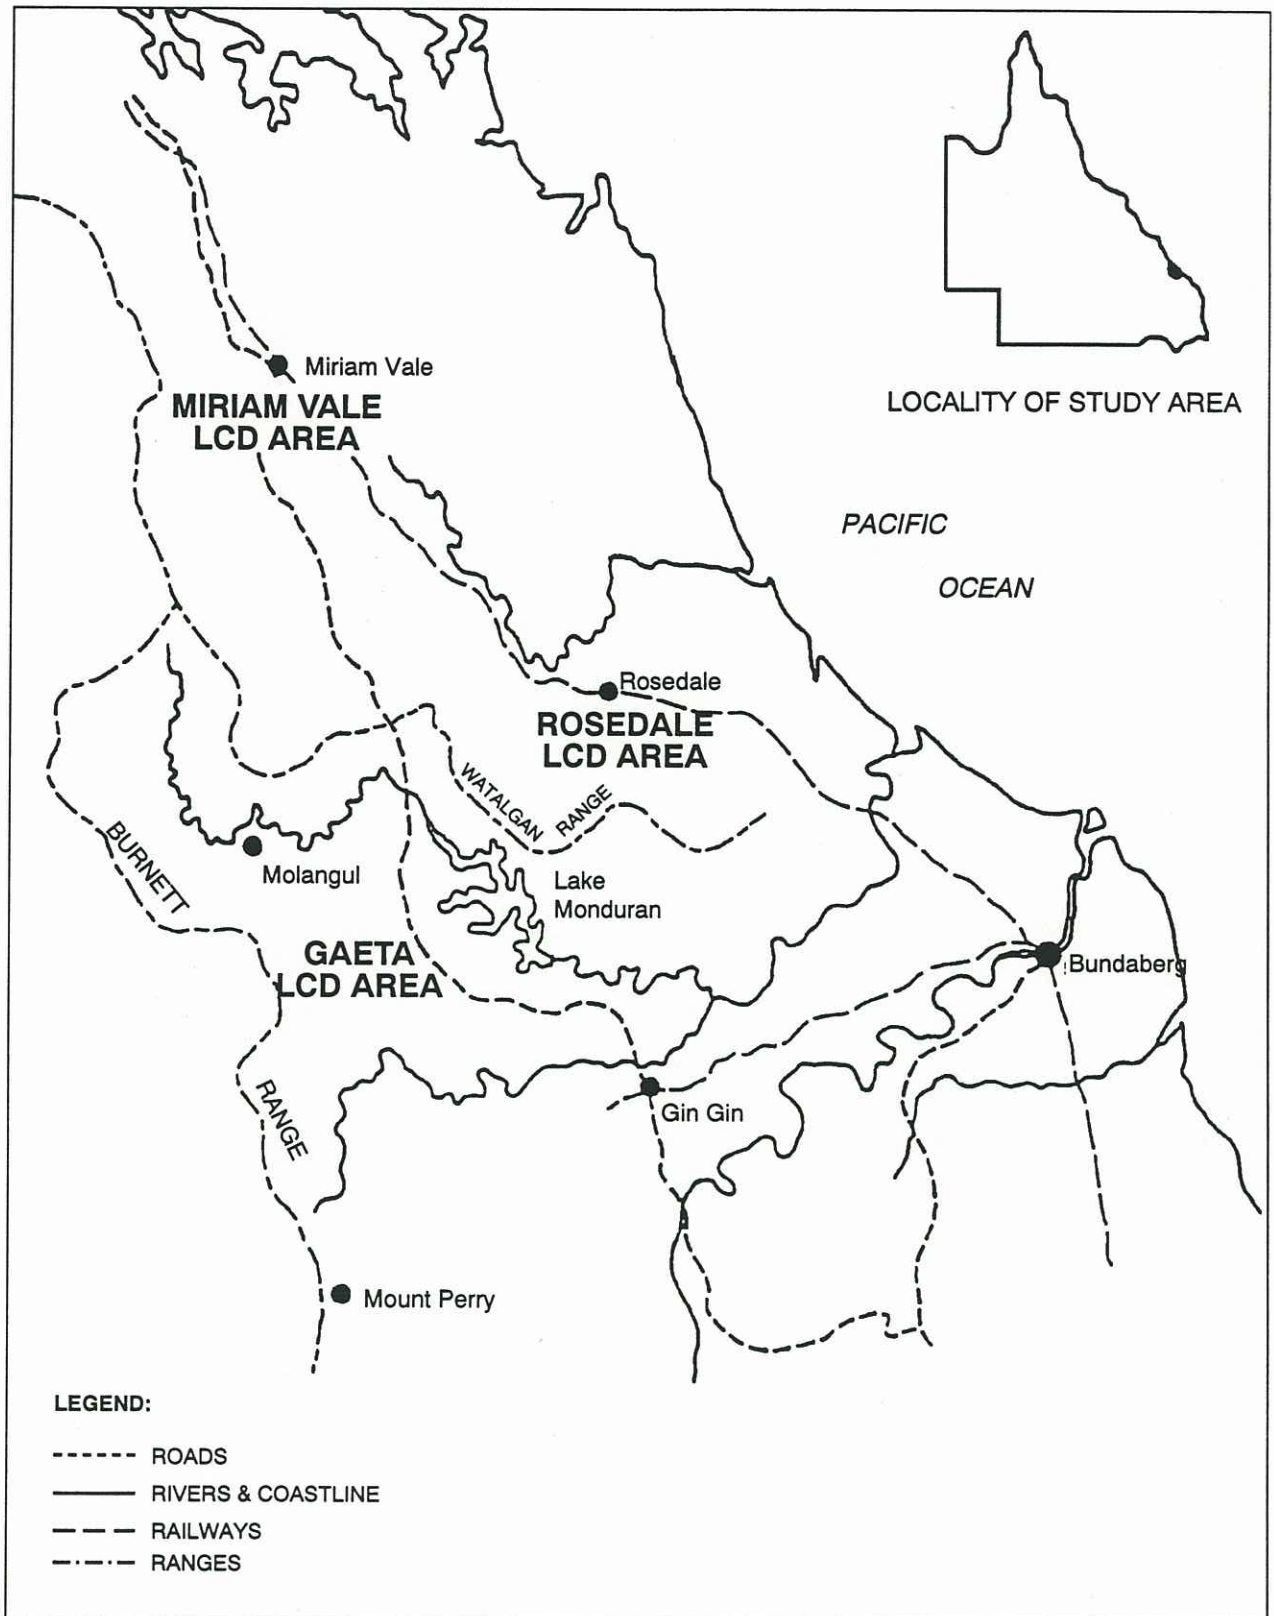 Miriam Vale
MIRIAM VALE
LCD AREA
LOCALITY OF STUDY AREA
PACIFIC
OCEAN
Rosedale
ROSEDALE
LCD AREA
WATALGAN
RANGE
BURNETT
Molangul
Lake
Monduran
GAETA
LCD AREA
Bundaberg
RANGE
Gin Gin
Mount Perry
LEGEND:
ROADS
RIVERS & COASTLINE
RAILWAYS
RANGES